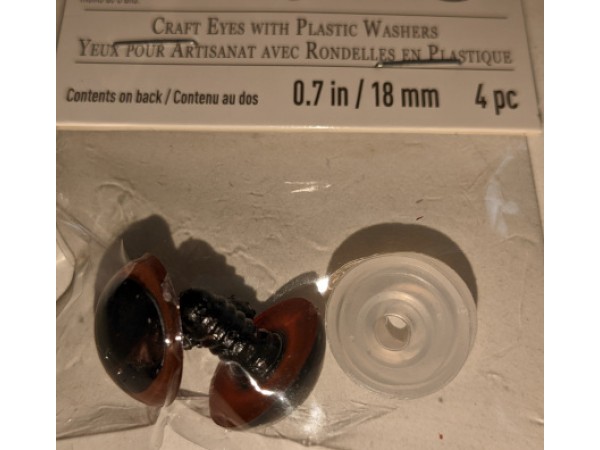 CRAFT EYES WITH PLASTIC WASHERS
YEUX POUR ARTISANAT AVEC RONDELLES EN PLASTIQUE
Contents on back / Contenu au dos 0.7 in / 18 mm 4 pc